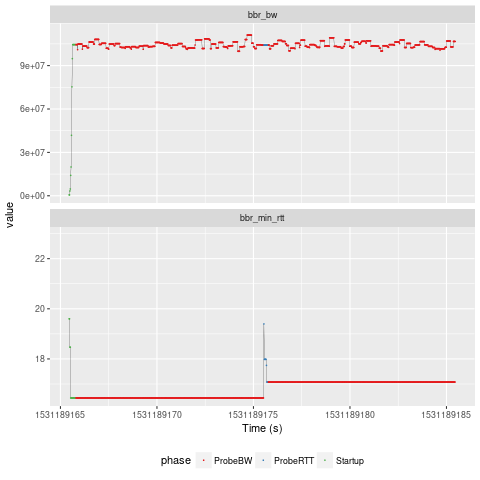 bbr_bw
9e+07
6e+07
3e+07
0e+00
value
bbr_min_rtt
22
20
18
1531189165 1531189170 1531189175 1531189180 1531189185
Time (s)
phase ProbeBW ProbeRTT Startup